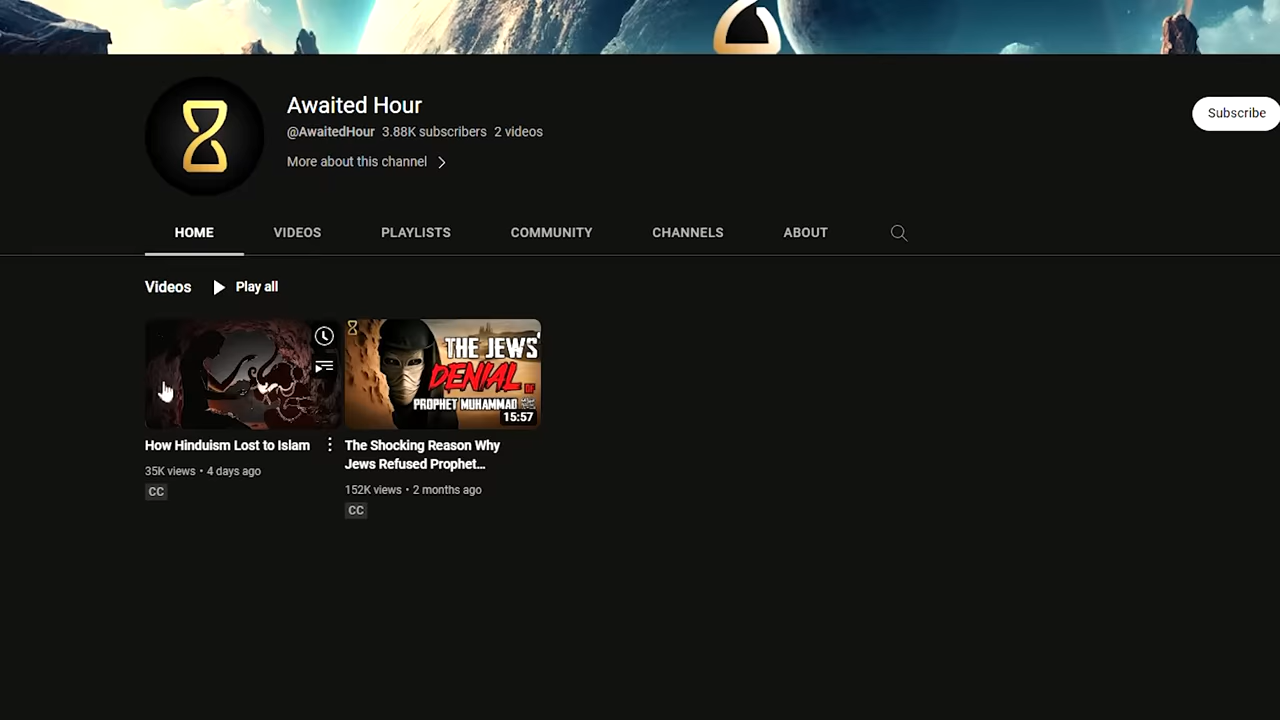 Awaited Hour
@AwaitedHour 3.88K subscribers 2 videos
More about this channel
Subscribe
HOME VIDEOS PLAYLISTS COMMUNITY CHANNELS ABOUT
Videos Play all
THE JEWS'
DENIAL OF
PROPHET MUHAMMAD
15:57
How Hinduism Lost to Islam
35K views • 4 days ago
CC
The Shocking Reason Why
Jews Refused Prophet...
152K views • 2 months ago
CC